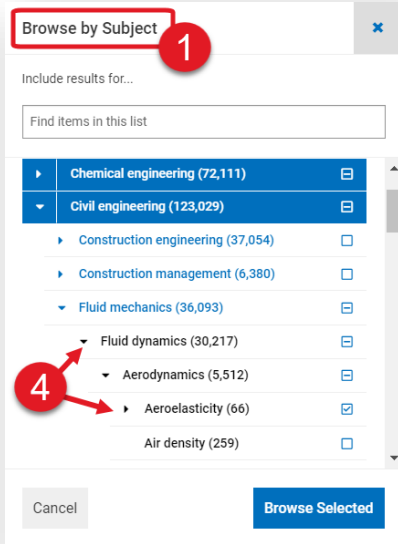 Browse by Subject
1
Include results for...
Find items in this list
Chemical engineering (72,111)
Civil engineering (123,029)
Construction engineering (37,054)
Construction management (6,380)
Fluid mechanics (36,093)
Fluid dynamics (30,217)
Aerodynamics (5,512)
4
Aeroelasticity (66)
Air density (259)
Cancel
Browse Selected